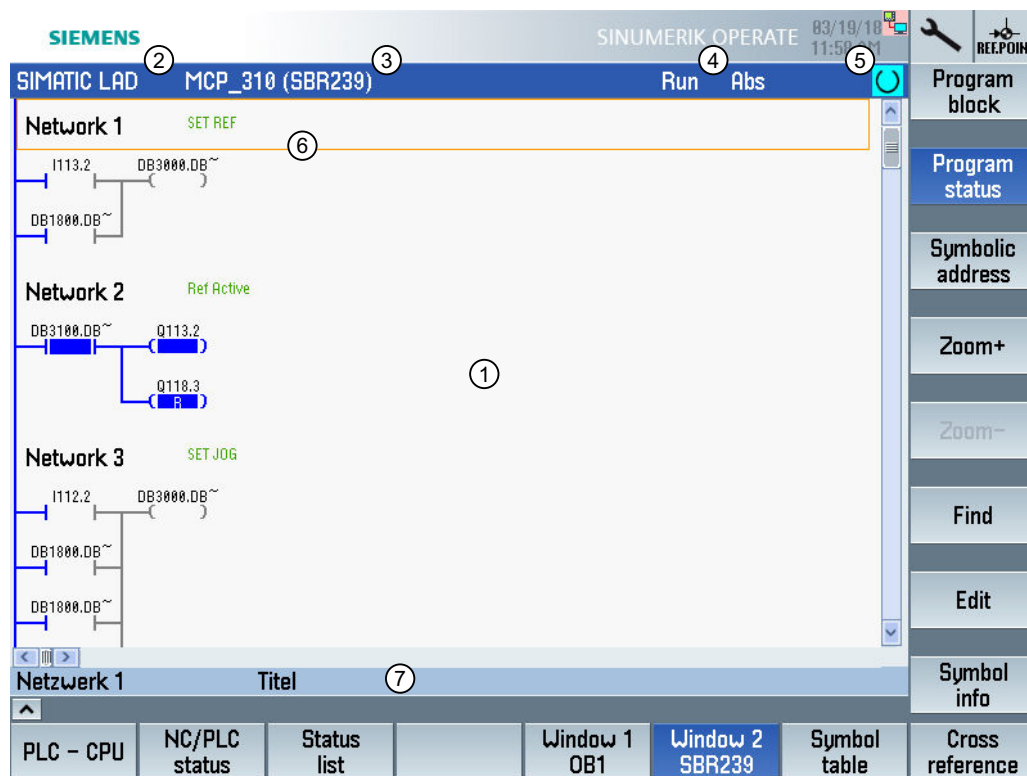 SIEMENS
SINUMERIK OPERATE
03/19/18
REF.POIN
2
3
4
5
SIMATIC LAD
MCP_310 (SBR239)
Run
Abs
Network 1
SET REF
6
I113.2
DB3000.DB~
DB1800.DB~
Network 2
Ref Active
DB3100.DB~
Q113.2
1
Q118.3
R
Network 3
SET JOG
I112.2
DB3000.DB~
DB1800.DB~
DB1800.DB~
Netzwerk 1
Titel
7
Program
block
Program
status
Symbolic
address
Zoom+
Zoom-
Find
Edit
Symbol
info
PLC - CPU
NC/PLC
status
Status
list
Window 1
OB1
Window 2
SBR239
Symbol
table
Cross
reference